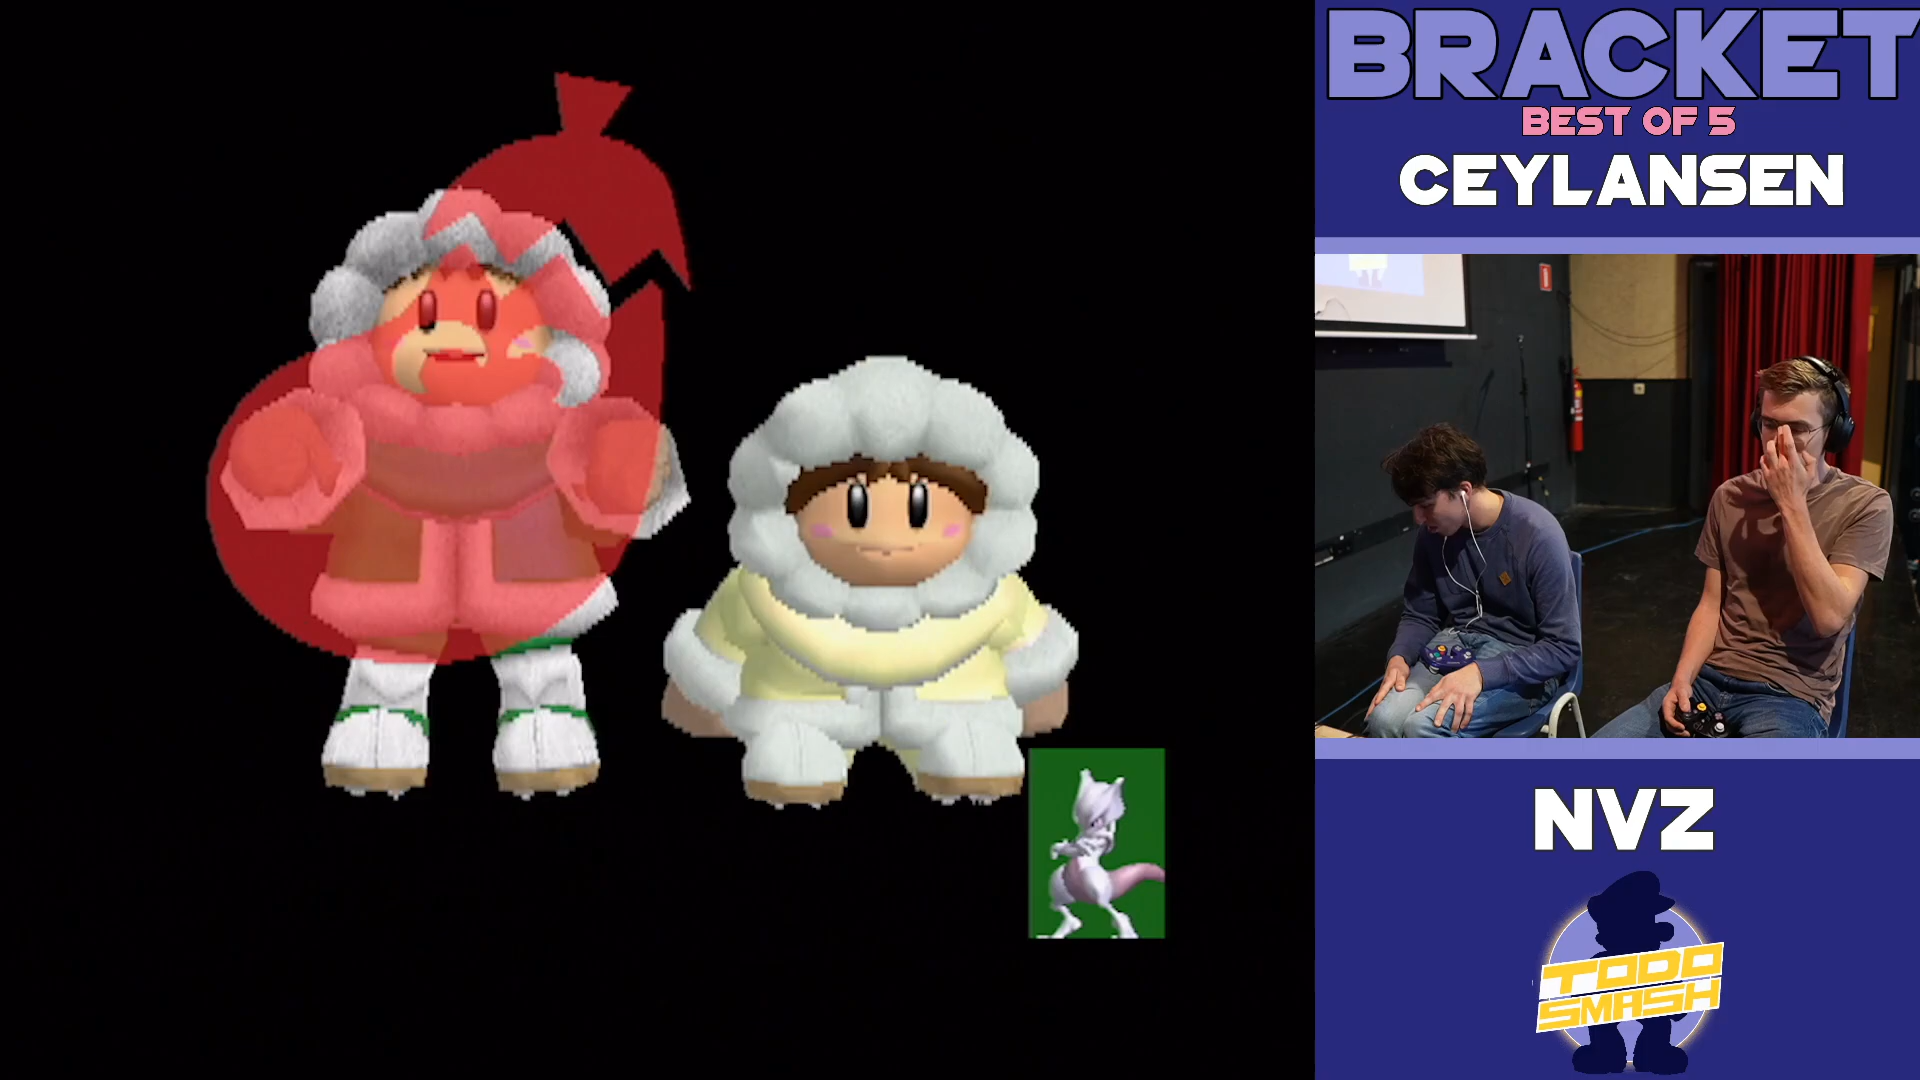 BRACKET
BEST OF 5
CEYLANSEN
NVZ
TODO
SMASH